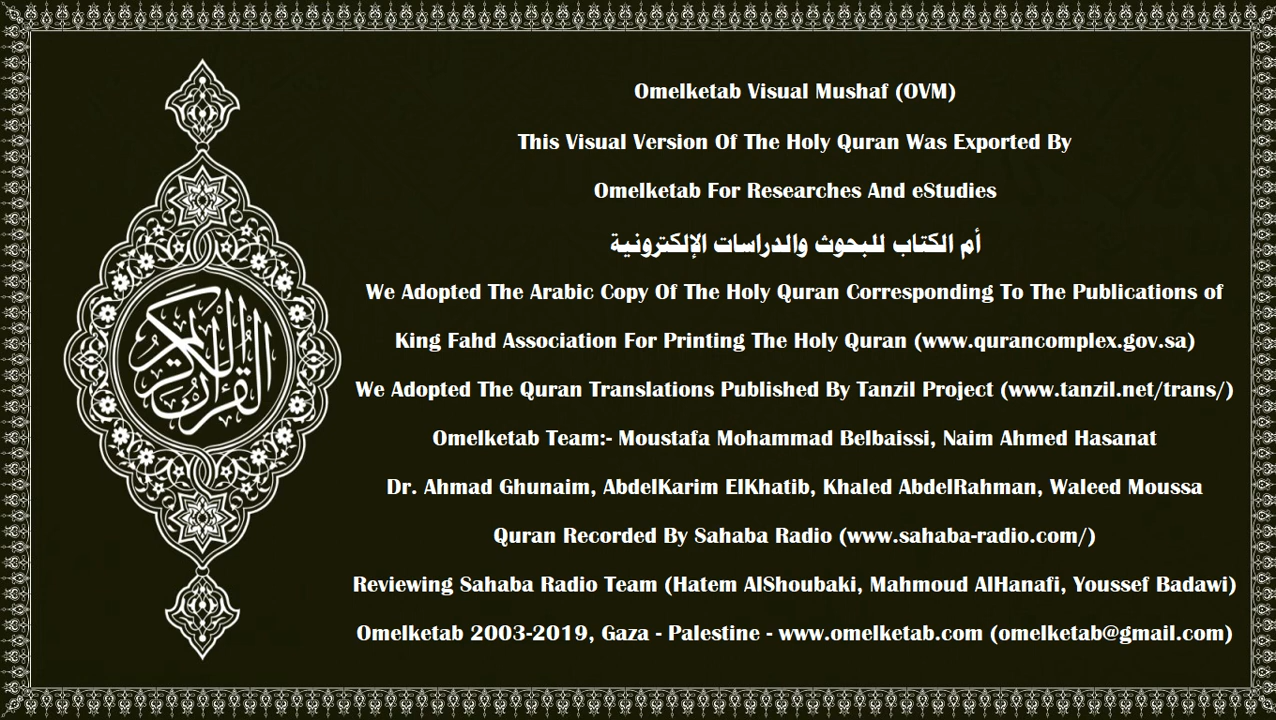 Omelketab Visual Mushaf (OVM)
This Visual Version Of The Holy Quran Was Exported By
Omelketab For Researches And eStudies
أم الكتاب للبحوث والدراسات الإلكترونية
We Adopted The Arabic Copy Of The Holy Quran Corresponding To The Publications of
King Fahd Association For Printing The Holy Quran (www.qurancomplex.gov.sa)
We Adopted The Quran Translations Published By Tanzil Project (www.tanzil.net/trans/)
Omelketab Team:- Moustafa Mohammad Belbaissi, Naim Ahmed Hasanat
Dr. Ahmad Ghunaim, AbdelKarim ElKhatib, Khaled AbdelRahman, Waleed Moussa
Quran Recorded By Sahaba Radio (www.sahaba-radio.com/)
Reviewing Sahaba Radio Team (Hatem AlShoubaki, Mahmoud AlHanafi, Youssef Badawi)
Omelketab 2003-2019, Gaza - Palestine - www.omelketab.com (omelketab@gmail.com)
القرآن الكريم